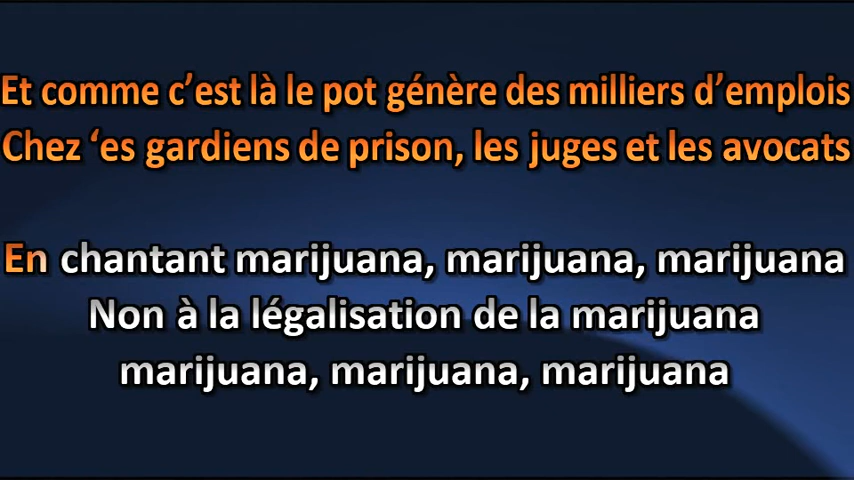 Et comme c’est là le pot génère des milliers d’emplois
Chez ‘es gardiens de prison, les juges et les avocats
En chantant marijuana, marijuana, marijuana
Non à la légalisation de la marijuana
marijuana, marijuana, marijuana